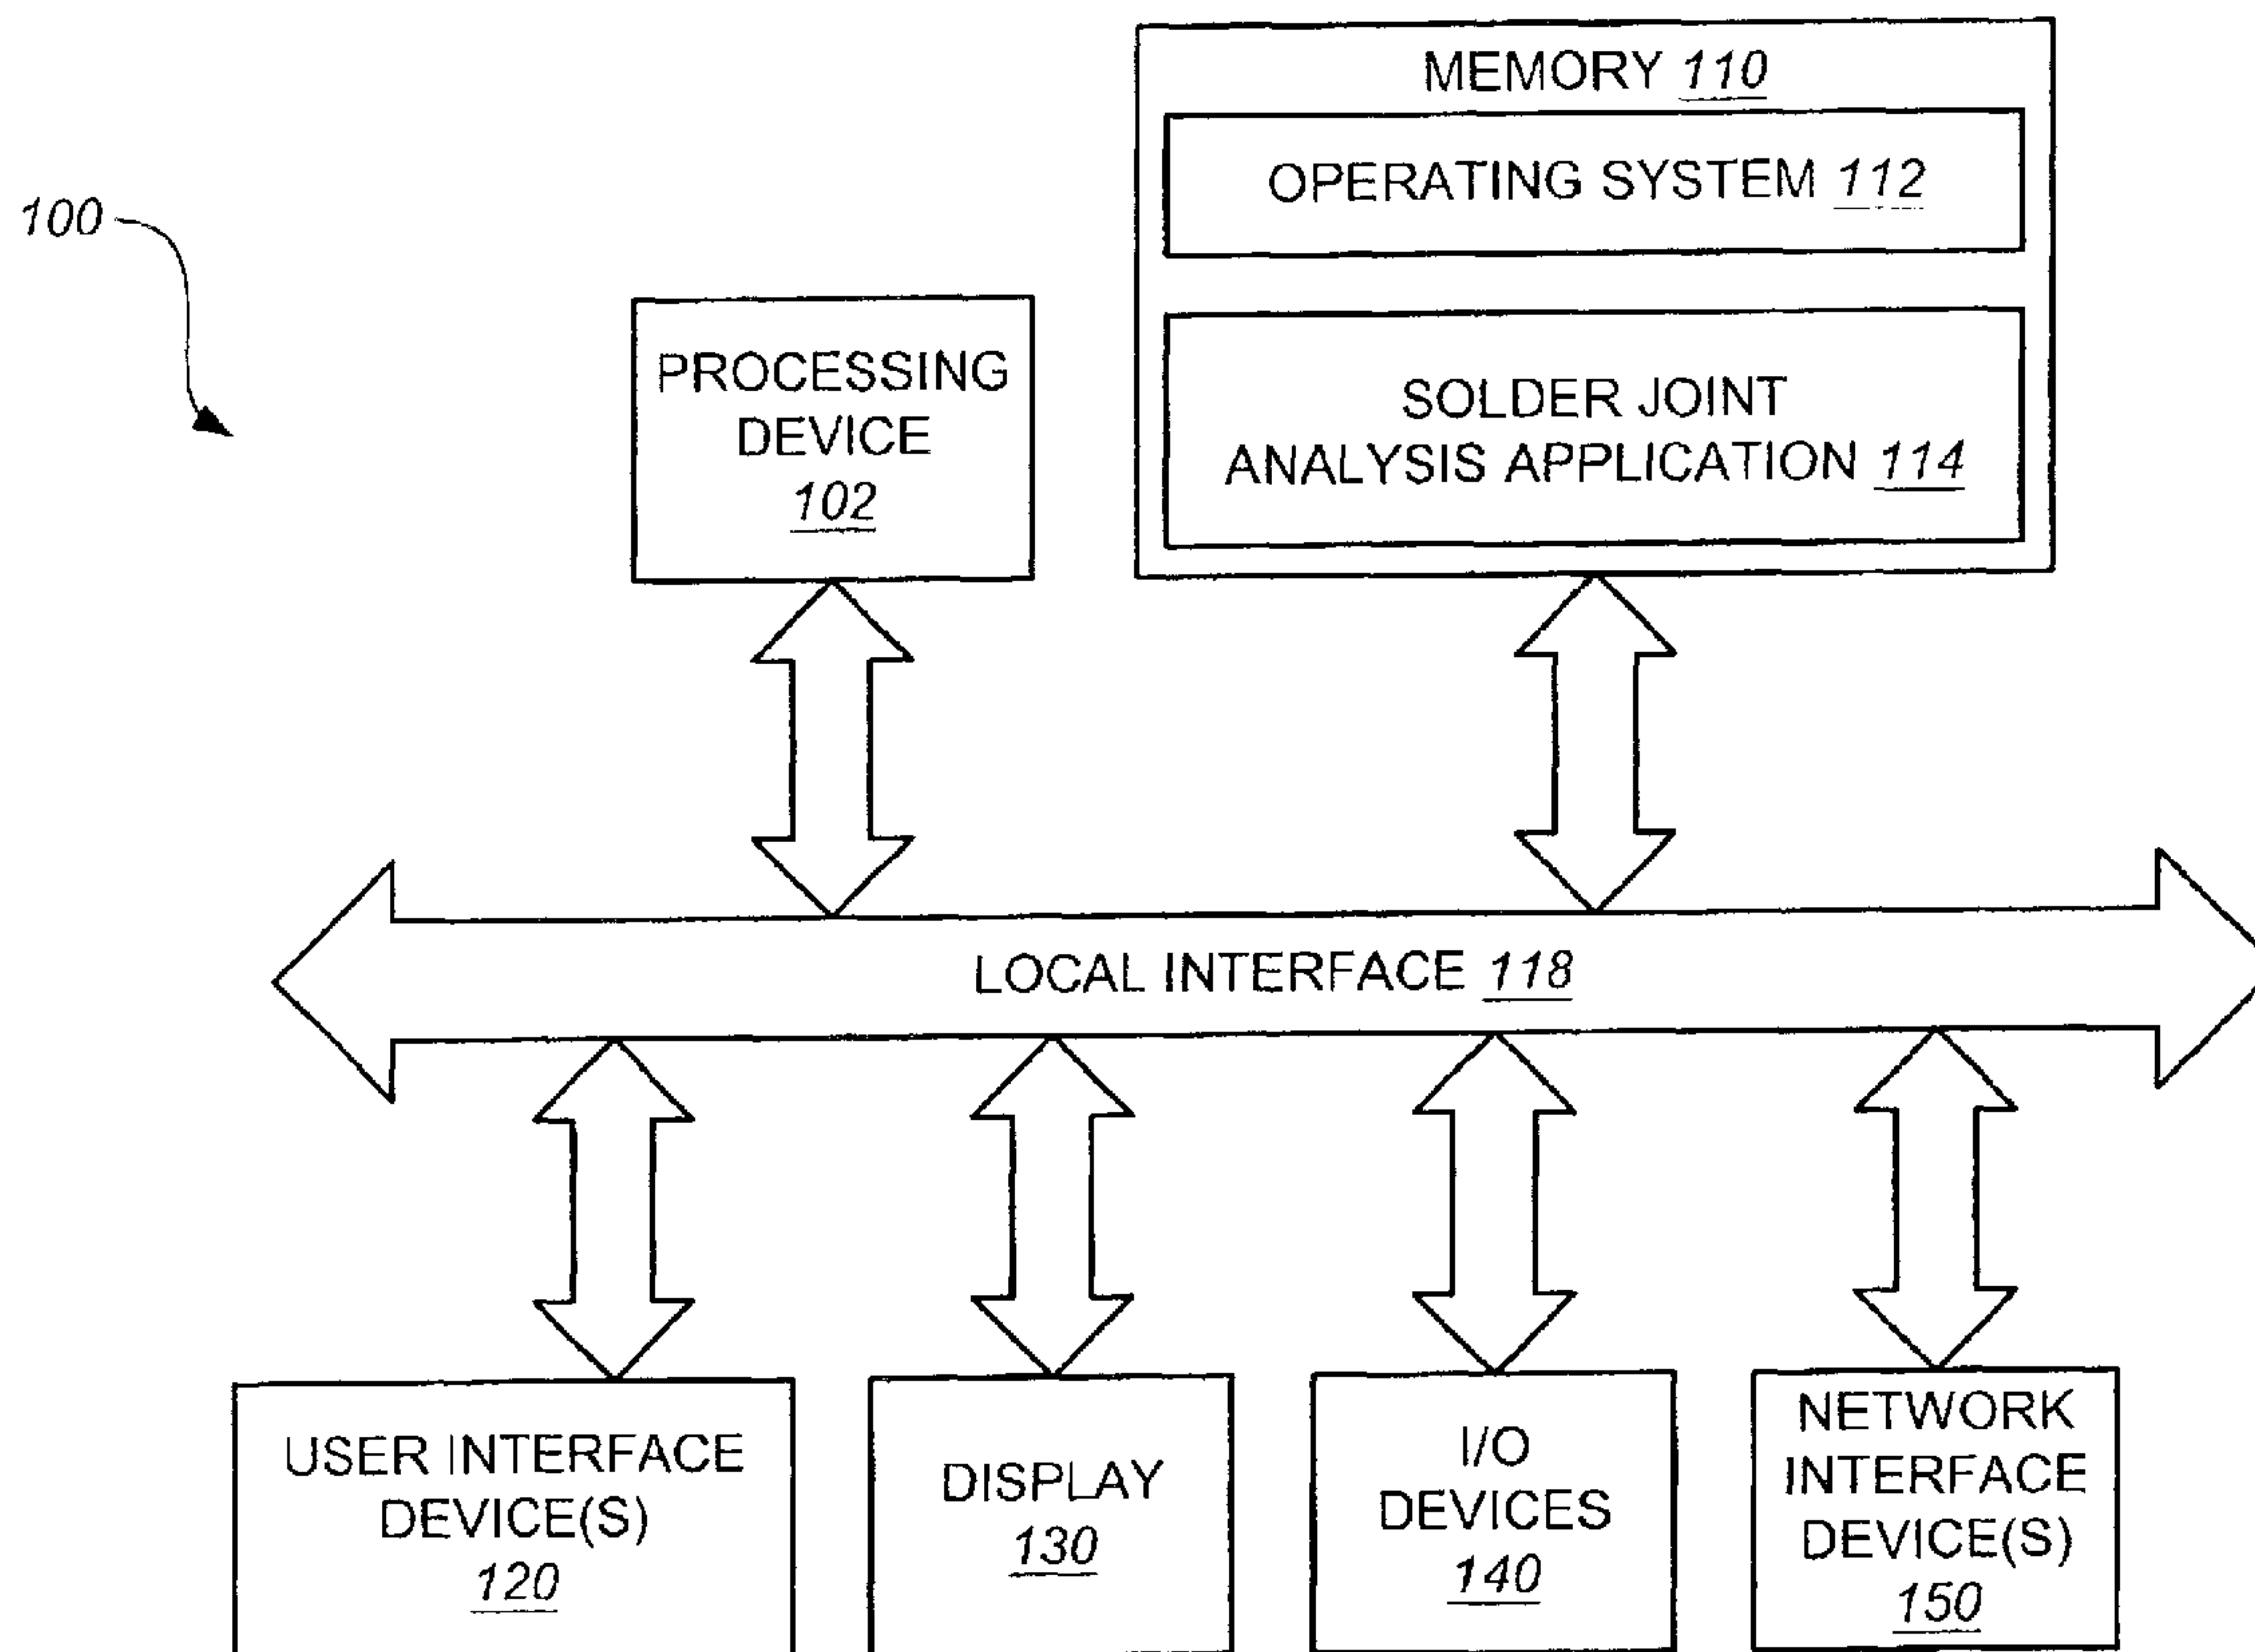 MEMORY 110
OPERATING SYSTEM 112
100
PROCESSING
DEVICE
102
SOLDER JOINT
ANALYSIS APPLICATION 114
LOCAL INTERFACE 118
USER INTERFACE
DEVICE(S)
120
DISPLAY
130
I/O
DEVICES
140
NETWORK
INTERFACE
DEVICE(S)
150